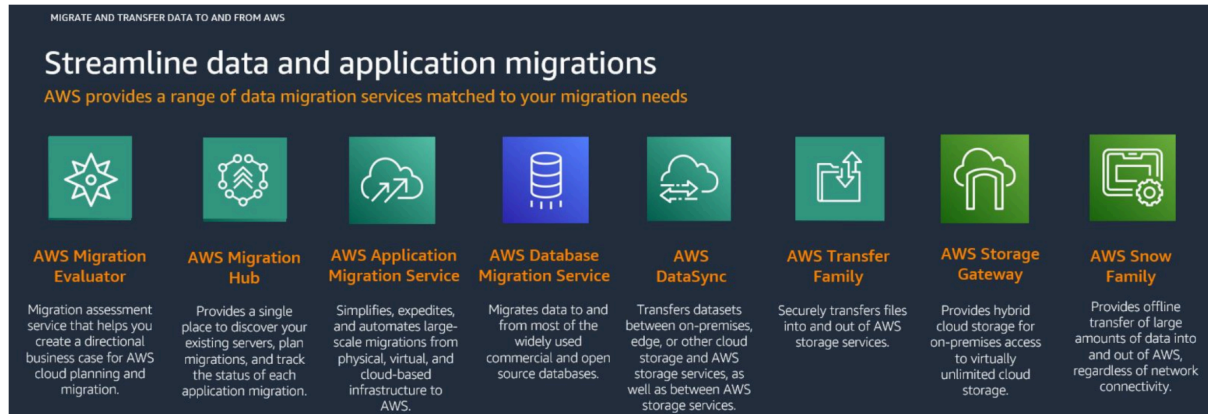 MIGRATE AND TRANSFER DATA TO AND FROM AWS
Streamline data and application migrations
AWS provides a range of data migration services matched to your migration needs
AWS Migration
Evaluator
Migration assessment
service that helps you
create a directional
business case for AWS
cloud planning and
migration.
AWS Migration
Hub
Provides a single
place to discover your
existing servers, plan
migrations, and track
the status of each
application migration.
AWS Application
Migration Service
Simplifies, expedites,
and automates large-
scale migrations from
physical, virtual, and
cloud-based
infrastructure to
AWS.
AWS Database
Migration Service
Migrates data to and
from most of the
widely used
commercial and open
source databases.
AWS
DataSync
Transfers datasets
between on-premises,
edge, or other cloud
storage and AWS
storage services, as
well as between AWS
storage services.
AWS Transfer
Family
Securely transfers files
into and out of AWS
storage services.
AWS Storage
Gateway
Provides hybrid
cloud storage for
on-premises access
to virtually
unlimited cloud
storage.
AWS Snow
Family
Provides offline
transfer of large
amounts of data into
and out of AWS,
regardless of network
connectivity.